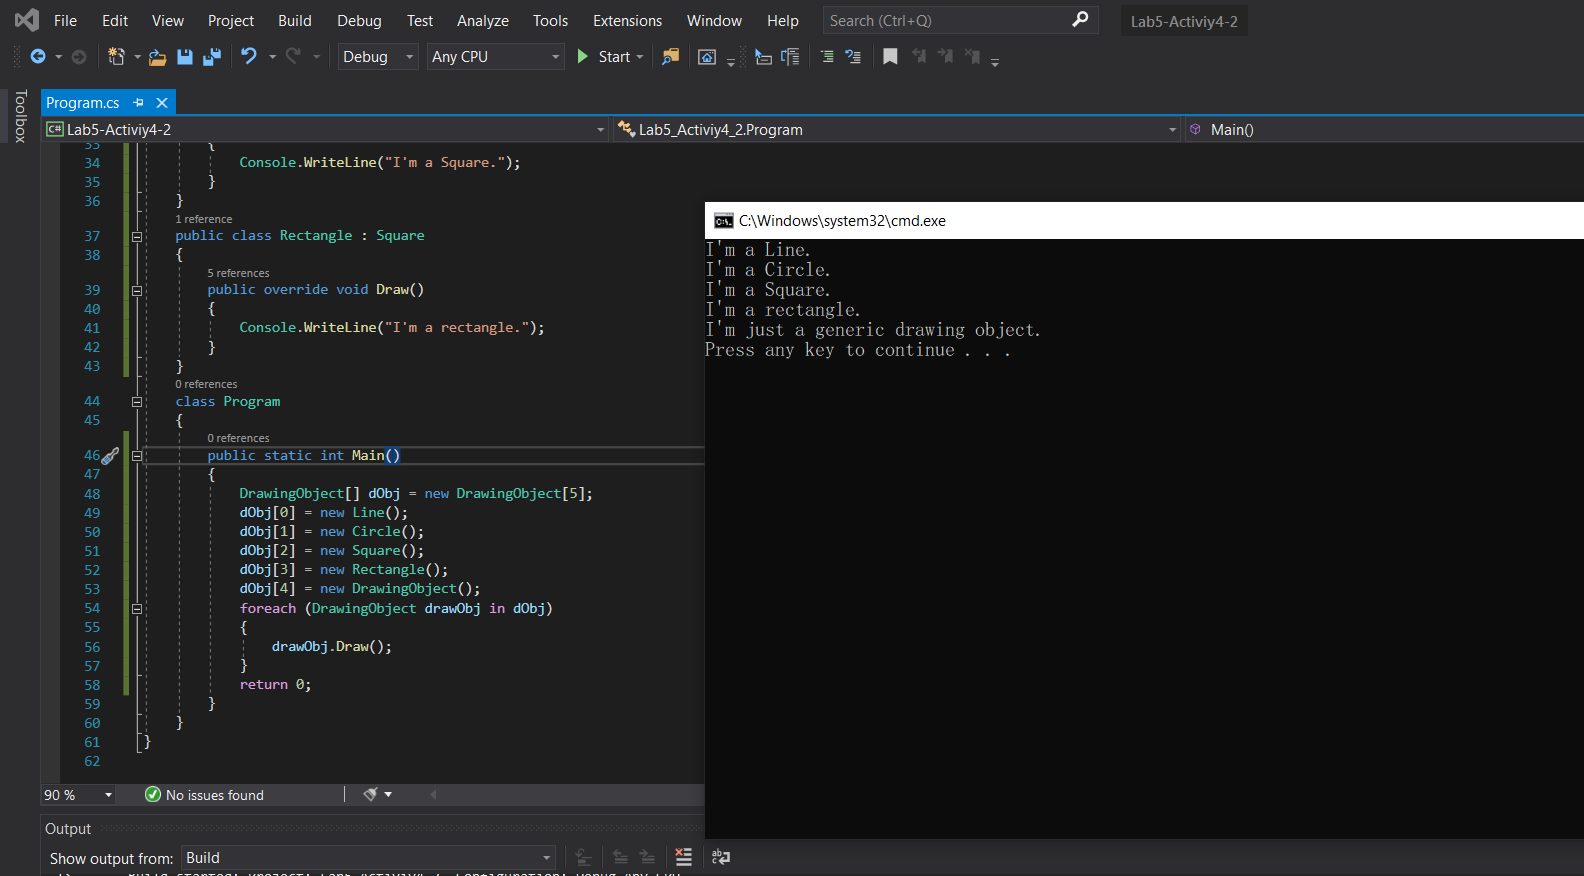 File Edit View Project Build Debug Test Analyze Tools Extensions Window Help Search (Ctrl+Q) Lab5-Activiy4-2
Debug Any CPU Start
Toolbox
Program.cs
C# Lab5-Activiy4-2 Lab5_Activiy4_2.Program Main()
33 {
34 Console.WriteLine("I'm a Square.");
35 }
36 }
1 reference
37 public class Rectangle : Square
38 {
5 references
39 public override void Draw()
40 {
41 Console.WriteLine("I'm a rectangle.");
42 }
43 }
0 references
44 class Program
45 {
0 references
46 public static int Main()
47 {
48 DrawingObject[] dObj = new DrawingObject[5];
49 dObj[0] = new Line();
50 dObj[1] = new Circle();
51 dObj[2] = new Square();
52 dObj[3] = new Rectangle();
53 dObj[4] = new DrawingObject();
54 foreach (DrawingObject drawObj in dObj)
55 {
56 drawObj.Draw();
57 }
58 return 0;
59 }
60 }
61 }
62
90 % No issues found
Output
Show output from: Build
C:\Windows\system32\cmd.exe
I'm a Line.
I'm a Circle.
I'm a Square.
I'm a rectangle.
I'm just a generic drawing object.
Press any key to continue . . .